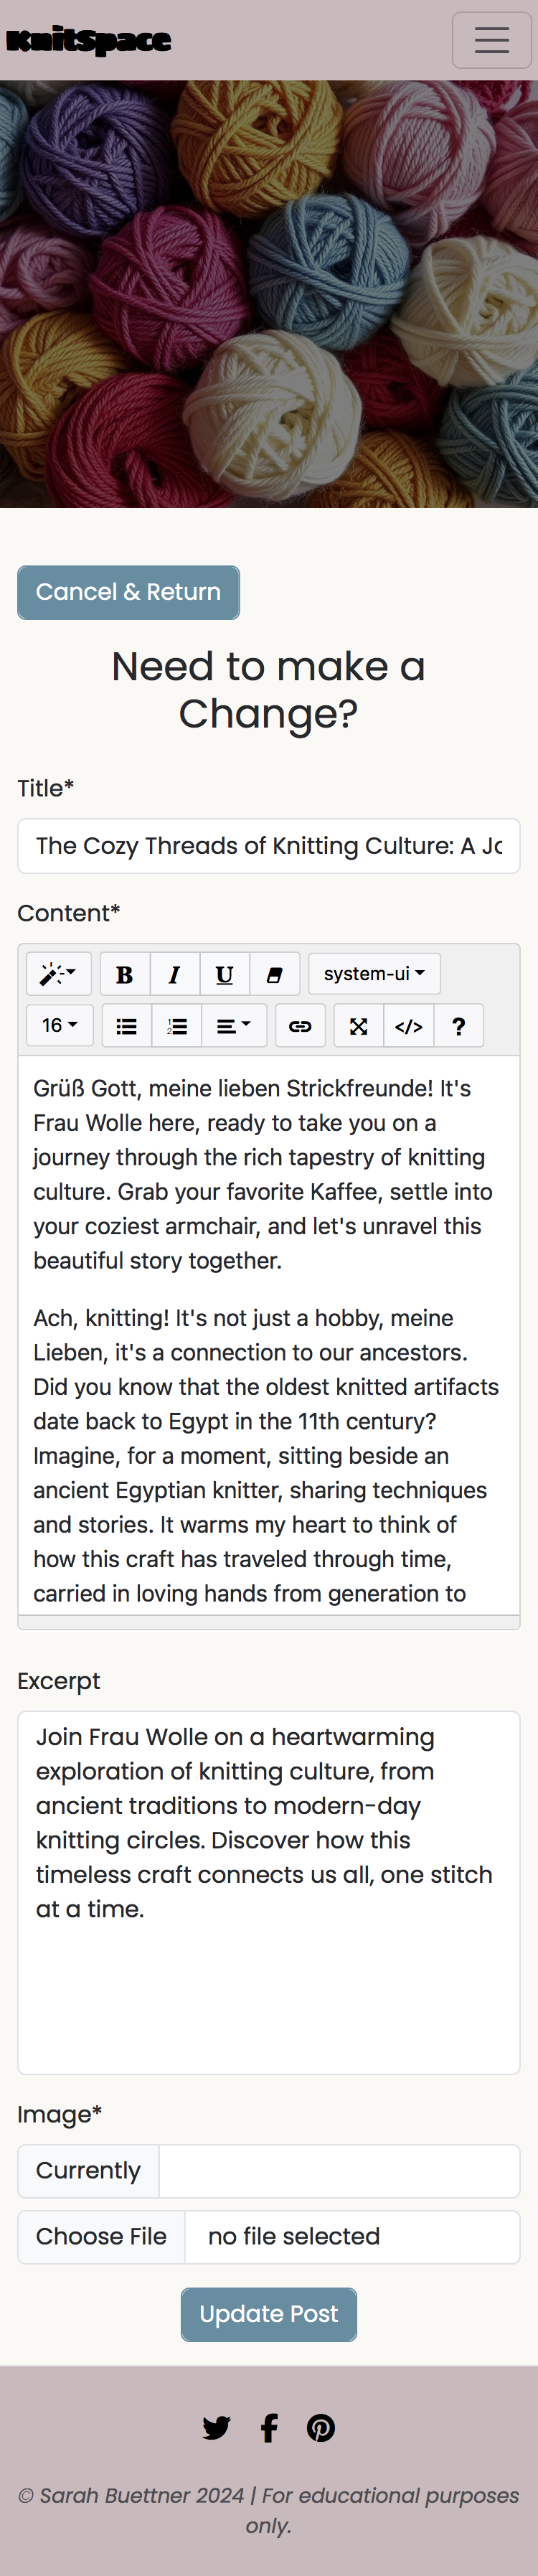 KnitSpace
Cancel & Return
Need to make a
Change?
Title*
The Cozy Threads of Knitting Culture: A Jo
Content*
B I U system-ui
16 </> ?
Grüß Gott, meine lieben Strickfreunde! It's
Frau Wolle here, ready to take you on a
journey through the rich tapestry of knitting
culture. Grab your favorite Kaffee, settle into
your coziest armchair, and let's unravel this
beautiful story together.
Ach, knitting! It's not just a hobby, meine
Lieben, it's a connection to our ancestors.
Did you know that the oldest knitted artifacts
date back to Egypt in the 11th century?
Imagine, for a moment, sitting beside an
ancient Egyptian knitter, sharing techniques
and stories. It warms my heart to think of
how this craft has traveled through time,
carried in loving hands from generation to
Excerpt
Join Frau Wolle on a heartwarming
exploration of knitting culture, from
ancient traditions to modern-day
knitting circles. Discover how this
timeless craft connects us all, one stitch
at a time.
Image*
Currently
Choose File no file selected
Update Post
© Sarah Buettner 2024 | For educational purposes
only.